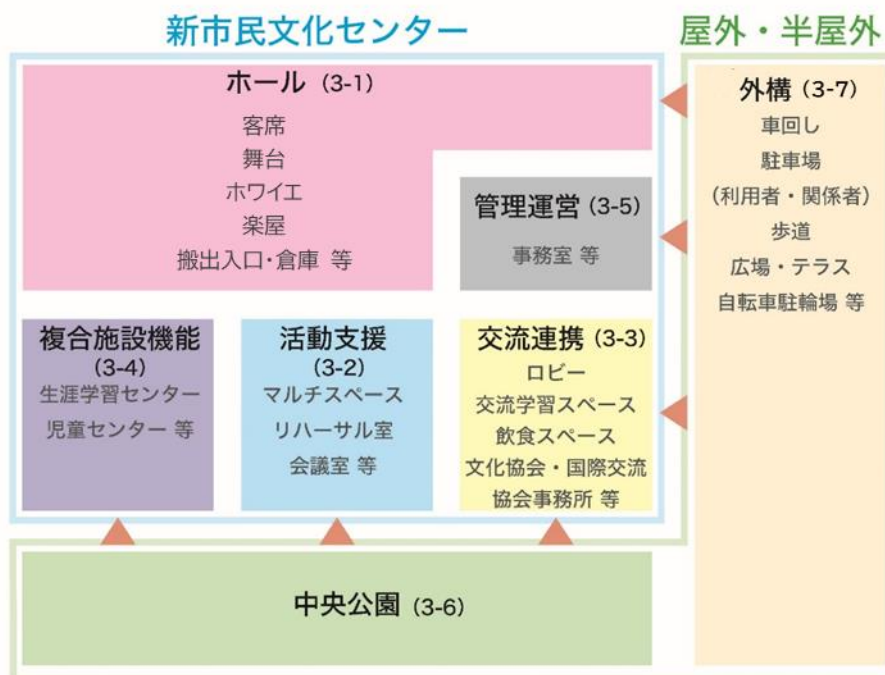 新市民文化センター
ホール (3-1)
客席
舞台
ホワイエ
楽屋
搬出入口・倉庫 等
管理運営 (3-5)
事務室 等
複合施設機能
(3-4)
生涯学習センター
児童センター 等
活動支援
(3-2)
マルチスペース
リハーサル室
会議室 等
交流連携 (3-3)
ロビー
交流学習スペース
飲食スペース
文化協会・国際交流
協会事務所 等
中央公園 (3-6)
屋外・半屋外
外構 (3-7)
車回し
駐車場
(利用者・関係者)
歩道
広場・テラス
自転車駐輪場 等